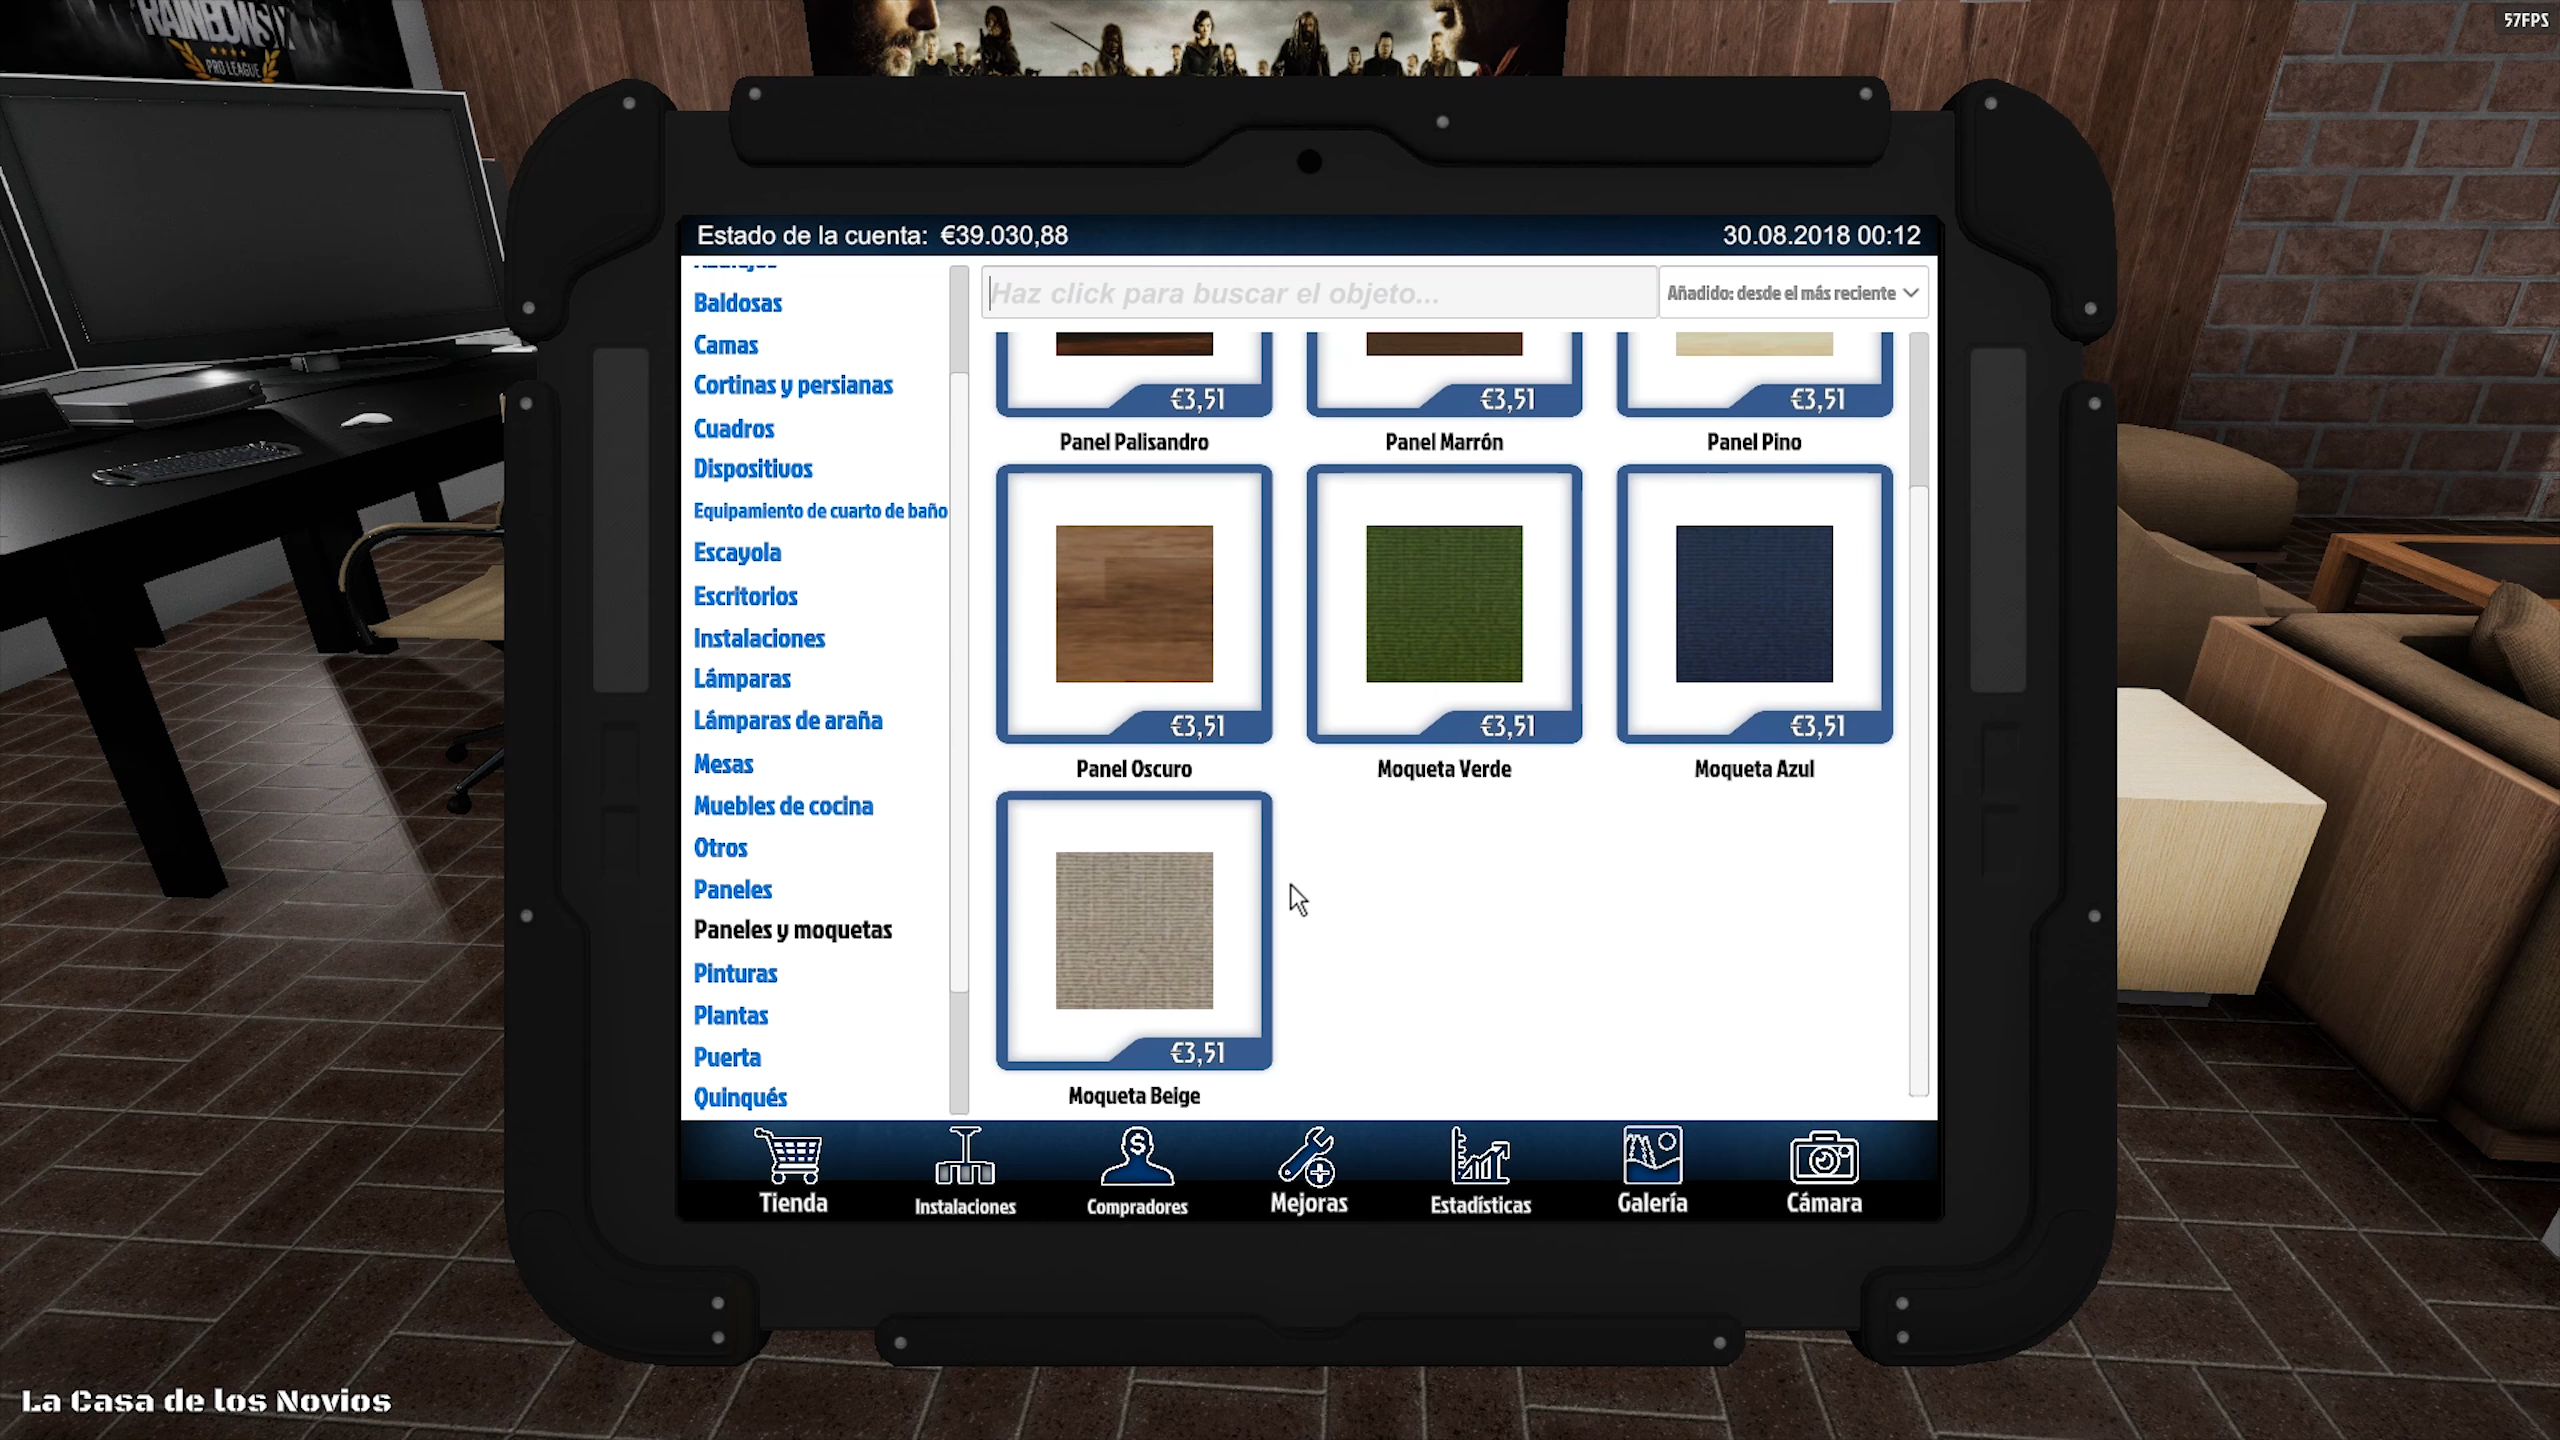 RAINBOW SIX
PRO LEAGUE
57FPS
Estado de la cuenta: €39.030,88
30.08.2018 00:12
Baldosas
Camas
Cortinas y persianas
Cuadros
Dispositivos
Equipamiento de cuarto de baño
Escayola
Escritorios
Instalaciones
Lámparas
Lámparas de araña
Mesas
Muebles de cocina
Otros
Paneles
Paneles y moquetas
Pinturas
Plantas
Puerta
Quinqués
Haz click para buscar el objeto...
Añadido: desde el más reciente
€3,51
€3,51
€3,51
Panel Palisandro
Panel Marrón
Panel Pino
€3,51
€3,51
€3,51
Panel Oscuro
Moqueta Verde
Moqueta Azul
€3,51
Moqueta Beige
Tienda
Instalaciones
Compradores
Mejoras
Estadísticas
Galería
Cámara
La Casa de los Novios